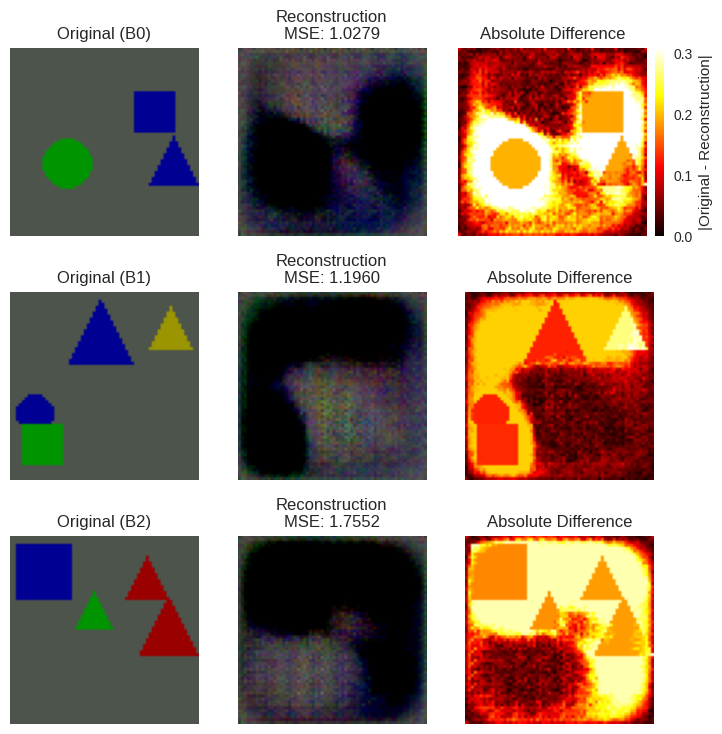 Original (B0)
Reconstruction
MSE: 1.0279
Absolute Difference
0.3
0.2
0.1
0.0
|Original - Reconstruction|
Original (B1)
Reconstruction
MSE: 1.1960
Absolute Difference
Original (B2)
Reconstruction
MSE: 1.7552
Absolute Difference